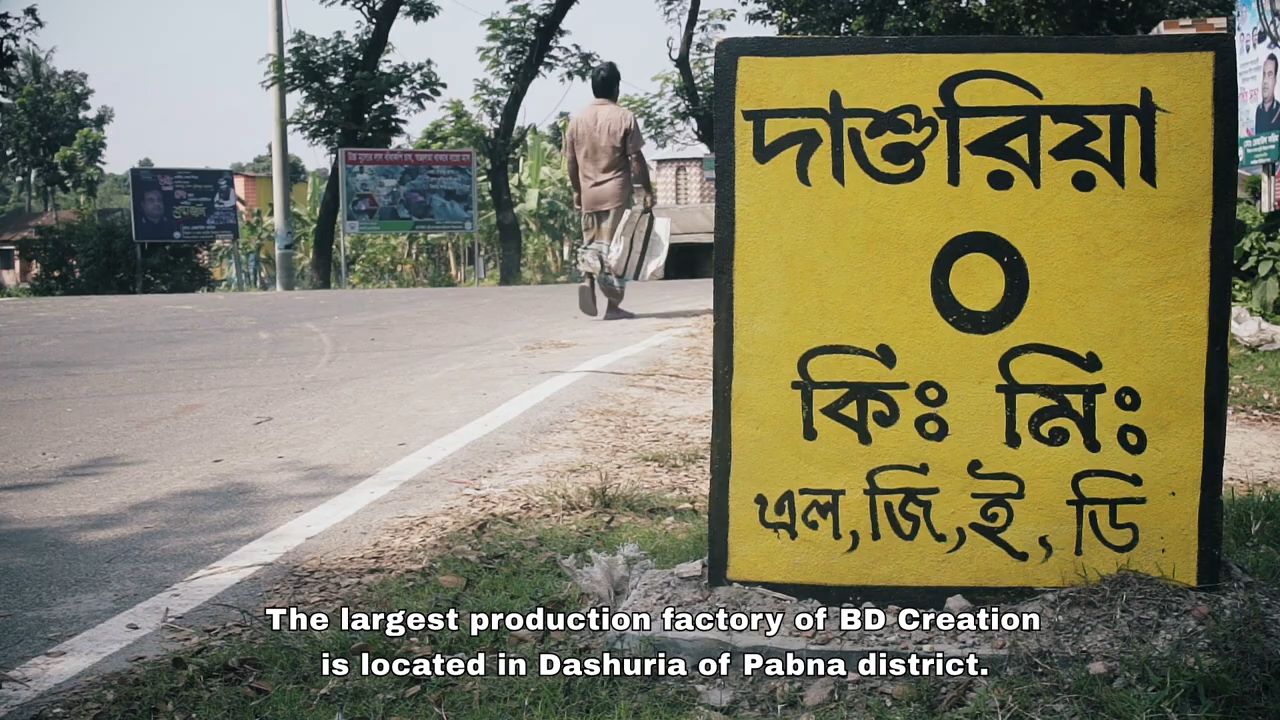 দাশুরিয়া
০
কিঃ মিঃ
এল,জি,ই,ডি
The largest production factory of BD Creation
is located in Dashuria of Pabna district.